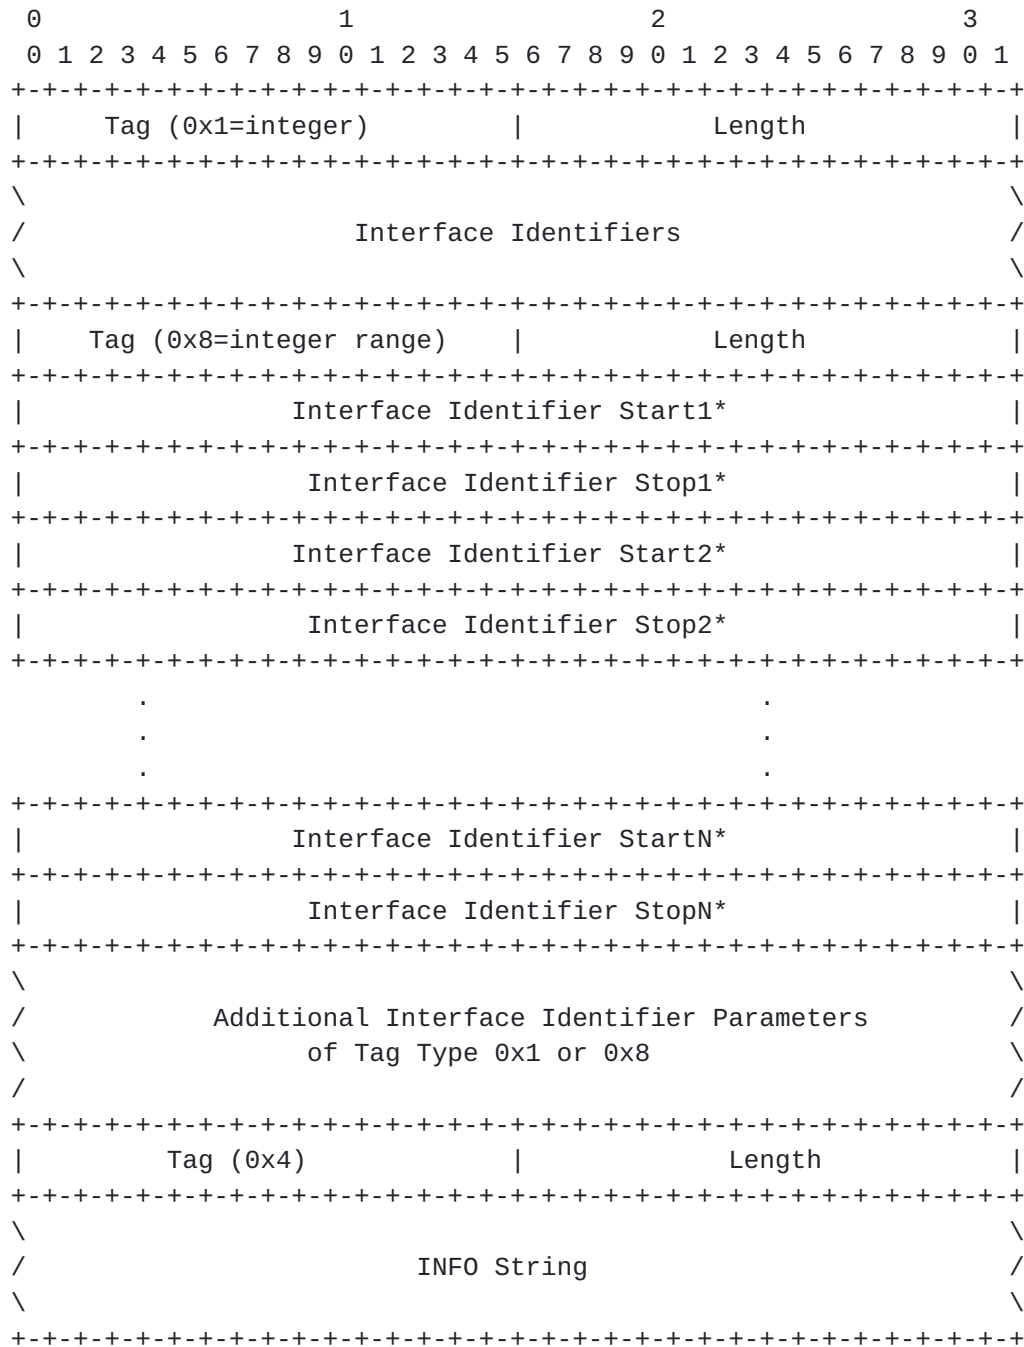 0                   1                   2                   3
 0 1 2 3 4 5 6 7 8 9 0 1 2 3 4 5 6 7 8 9 0 1 2 3 4 5 6 7 8 9 0 1
+-+-+-+-+-+-+-+-+-+-+-+-+-+-+-+-+-+-+-+-+-+-+-+-+-+-+-+-+-+-+-+-+
|     Tag (0x1=integer)         |            Length             |
+-+-+-+-+-+-+-+-+-+-+-+-+-+-+-+-+-+-+-+-+-+-+-+-+-+-+-+-+-+-+-+-+
\                                                               \
/                     Interface Identifiers                     /
\                                                               \
+-+-+-+-+-+-+-+-+-+-+-+-+-+-+-+-+-+-+-+-+-+-+-+-+-+-+-+-+-+-+-+-+
|    Tag (0x8=integer range)    |            Length             |
+-+-+-+-+-+-+-+-+-+-+-+-+-+-+-+-+-+-+-+-+-+-+-+-+-+-+-+-+-+-+-+-+
|                 Interface Identifier Start1*                  |
+-+-+-+-+-+-+-+-+-+-+-+-+-+-+-+-+-+-+-+-+-+-+-+-+-+-+-+-+-+-+-+-+
|                  Interface Identifier Stop1*                  |
+-+-+-+-+-+-+-+-+-+-+-+-+-+-+-+-+-+-+-+-+-+-+-+-+-+-+-+-+-+-+-+-+
|                 Interface Identifier Start2*                  |
+-+-+-+-+-+-+-+-+-+-+-+-+-+-+-+-+-+-+-+-+-+-+-+-+-+-+-+-+-+-+-+-+
|                  Interface Identifier Stop2*                  |
+-+-+-+-+-+-+-+-+-+-+-+-+-+-+-+-+-+-+-+-+-+-+-+-+-+-+-+-+-+-+-+-+
        .                                       .
        .                                       .
        .                                       .
+-+-+-+-+-+-+-+-+-+-+-+-+-+-+-+-+-+-+-+-+-+-+-+-+-+-+-+-+-+-+-+-+
|                 Interface Identifier StartN*                  |
+-+-+-+-+-+-+-+-+-+-+-+-+-+-+-+-+-+-+-+-+-+-+-+-+-+-+-+-+-+-+-+-+
|                  Interface Identifier StopN*                  |
+-+-+-+-+-+-+-+-+-+-+-+-+-+-+-+-+-+-+-+-+-+-+-+-+-+-+-+-+-+-+-+-+
\                                                               \
/            Additional Interface Identifier Parameters         /
\                  of Tag Type 0x1 or 0x8                       \
/                                                               /
+-+-+-+-+-+-+-+-+-+-+-+-+-+-+-+-+-+-+-+-+-+-+-+-+-+-+-+-+-+-+-+-+
|         Tag (0x4)             |             Length            |
+-+-+-+-+-+-+-+-+-+-+-+-+-+-+-+-+-+-+-+-+-+-+-+-+-+-+-+-+-+-+-+-+
\                                                               \
/                         INFO String                           /
\                                                               \
+-+-+-+-+-+-+-+-+-+-+-+-+-+-+-+-+-+-+-+-+-+-+-+-+-+-+-+-+-+-+-+-+